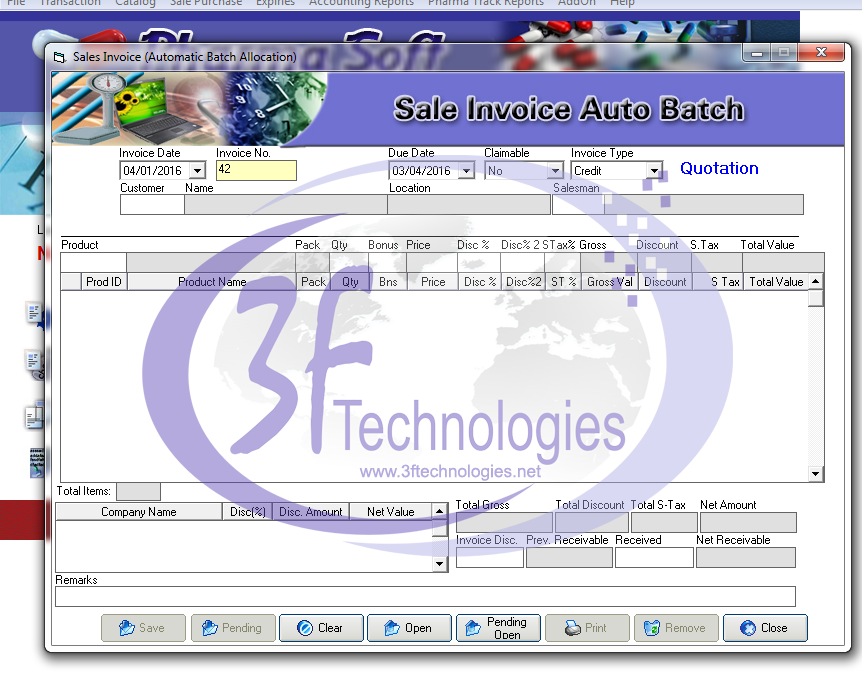 File Transaction Catalog Sale Purchase Expiries Accounting Reports Pharma Track Reports AddOn Help
Pharma Soft
Sales Invoice (Automatic Batch Allocation)
Sale Invoice Auto Batch
Invoice Date Invoice No. Due Date Claimable Invoice Type
04/01/2016 42 03/04/2016 No Credit Quotation
Customer Name Location Salesman
Product Pack Qty Bonus Price Disc % Disc% 2 STax% Gross Discount S.Tax Total Value
Prod ID Product Name Pack Qty Bns Price Disc % Disc%2 ST % Gross Val Discount S Tax Total Value
3f Technologies
www.3ftechnologies.net
Total Items:
Company Name Disc(%) Disc. Amount Net Value
Total Gross Total Discount Total S-Tax Net Amount
Invoice Disc. Prev. Receivable Received Net Receivable
Remarks
Save Pending Clear Open Pending Open Print Remove Close